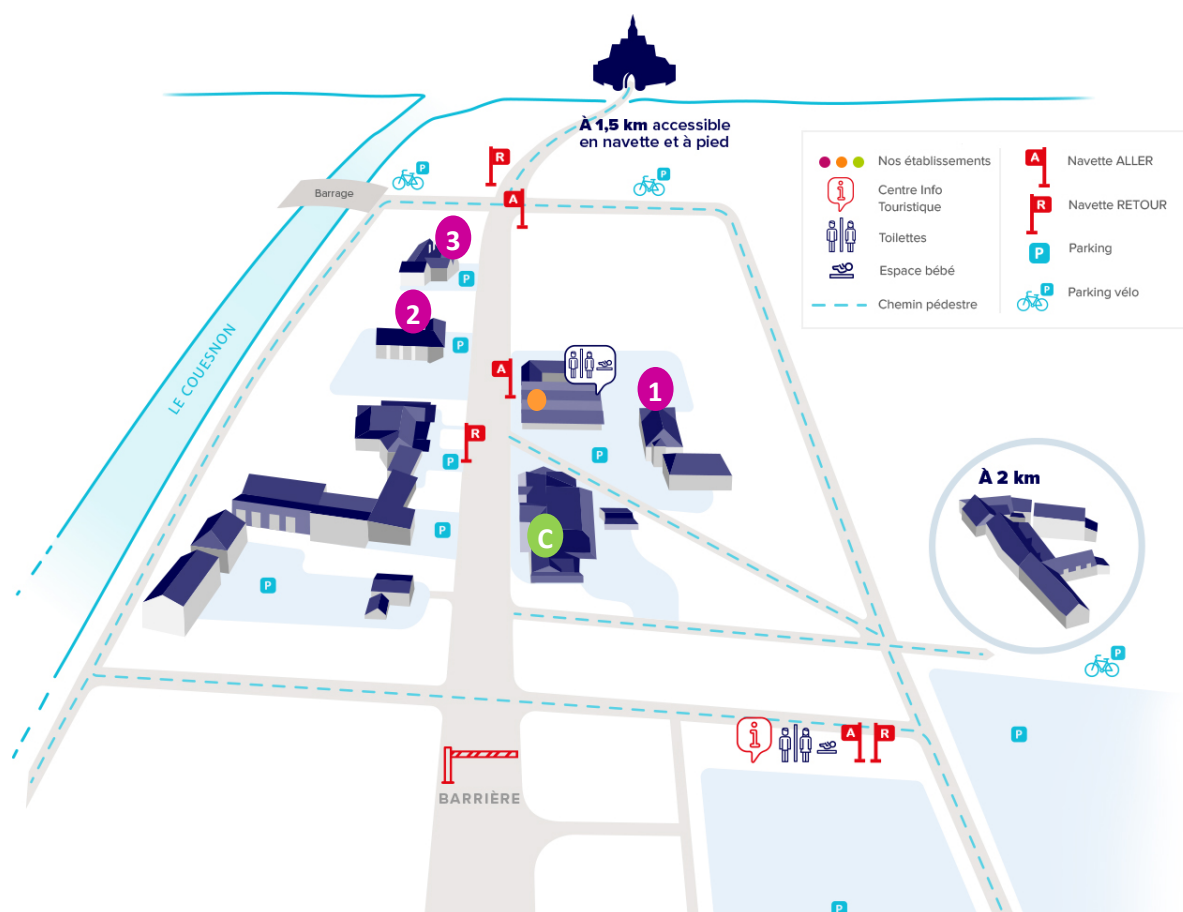 À 1,5 km accessible
en navette et à pied
R
P
P
Barrage
A
Nos établissements
Centre Info
Touristique
Toilettes
Espace bébé
Chemin pédestre
A
Navette ALLER
R
Navette RETOUR
P
Parking
P
Parking vélo
3
P
2
P
LE COUESNON
A
1
R
P
P
À 2 km
P
C
P
P
i
A
R
P
BARRIÈRE
P